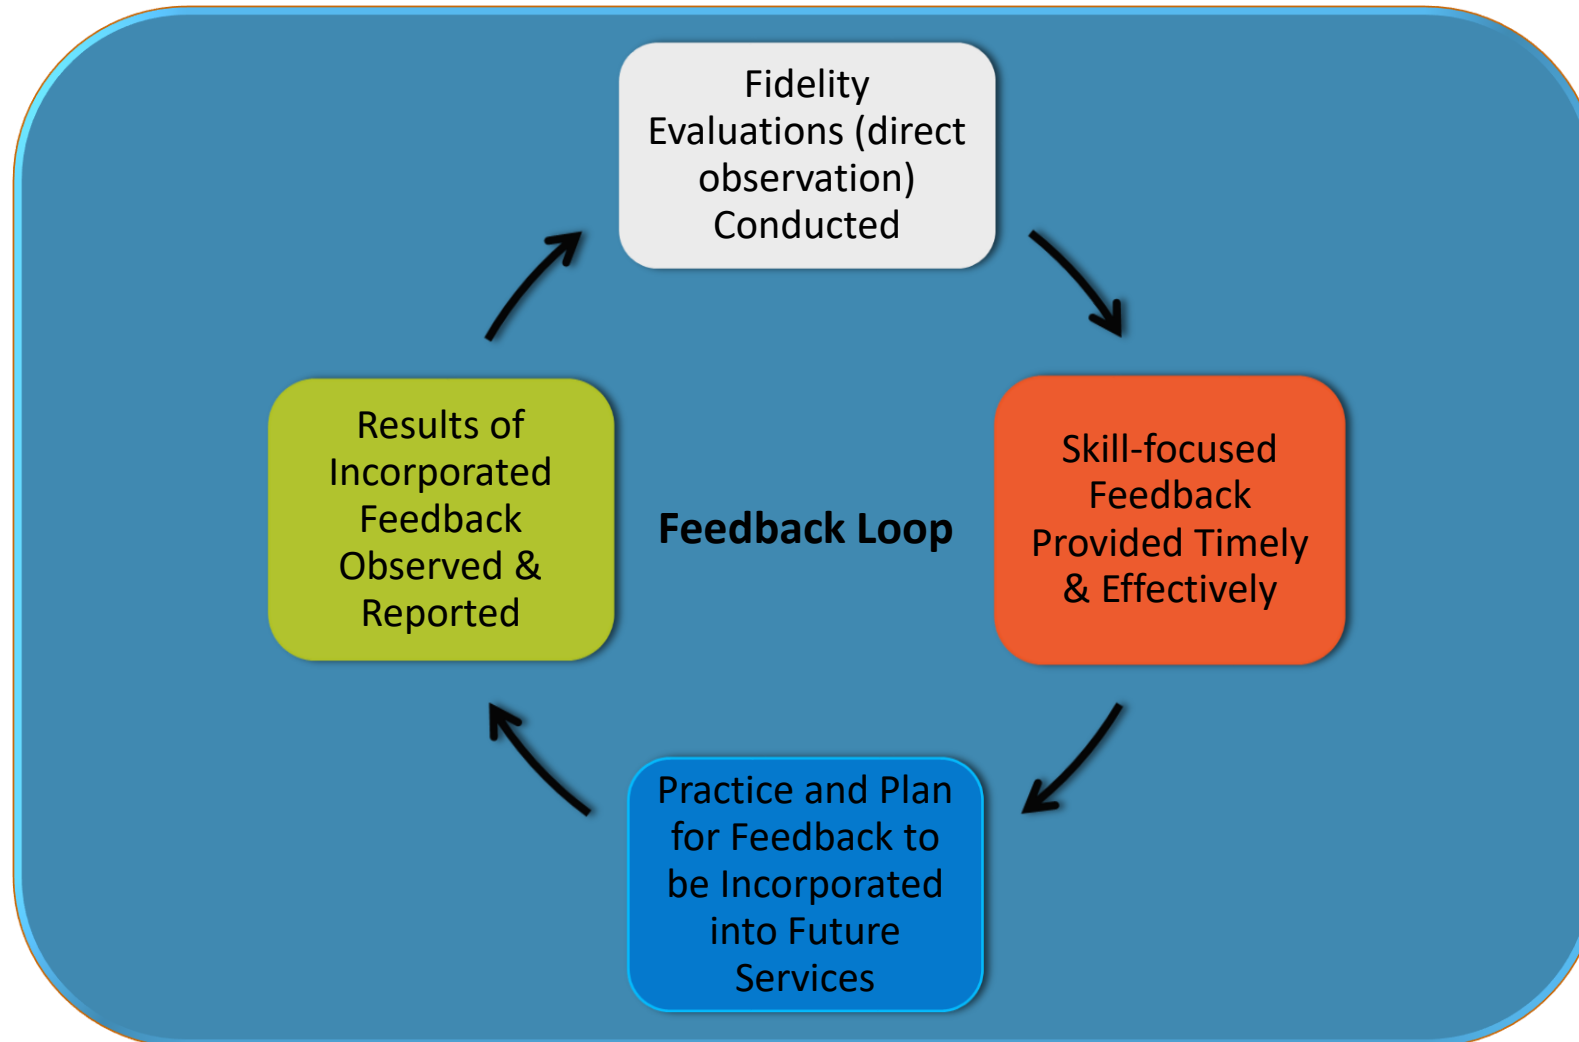 Fidelity
Evaluations (direct
observation)
Conducted
Skill-focused
Feedback
Provided Timely
& Effectively
Practice and Plan
for Feedback to
be Incorporated
into Future
Services
Results of
Incorporated
Feedback
Observed &
Reported
Feedback Loop